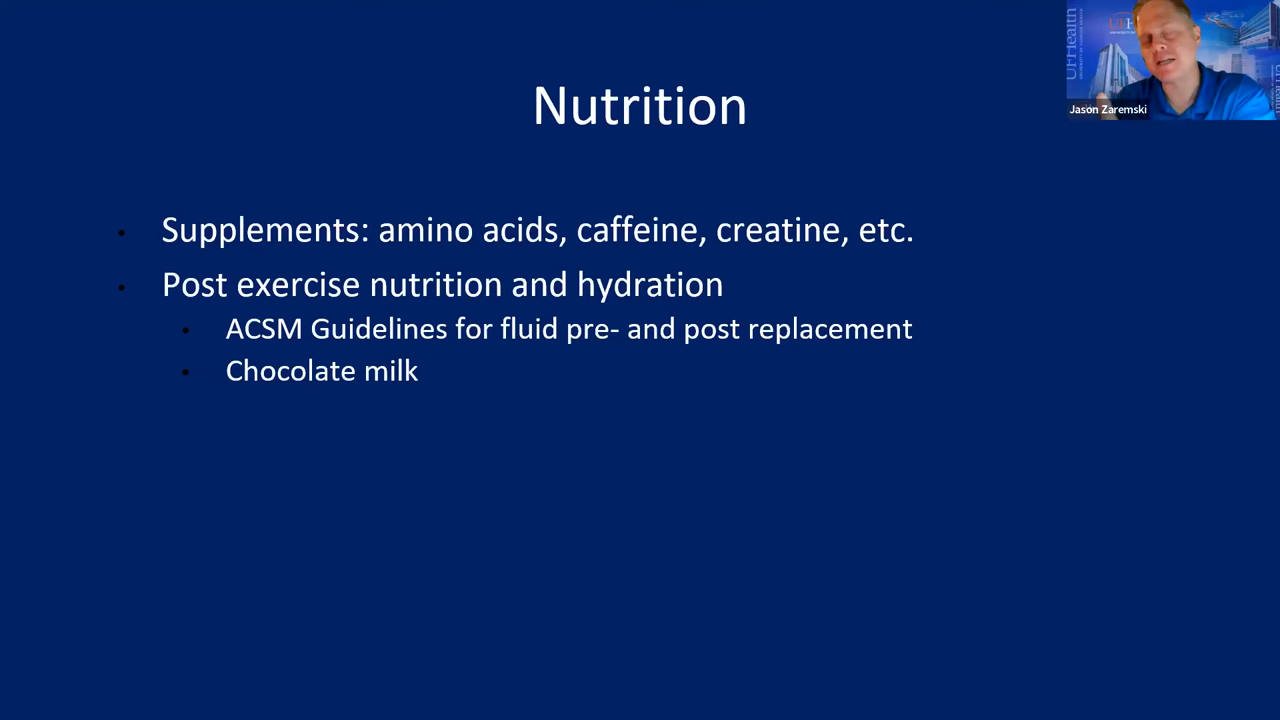 Nutrition
• Supplements: amino acids, caffeine, creatine, etc.
• Post exercise nutrition and hydration
• ACSM Guidelines for fluid pre- and post replacement
• Chocolate milk
UFHealth
Jason Zaremski